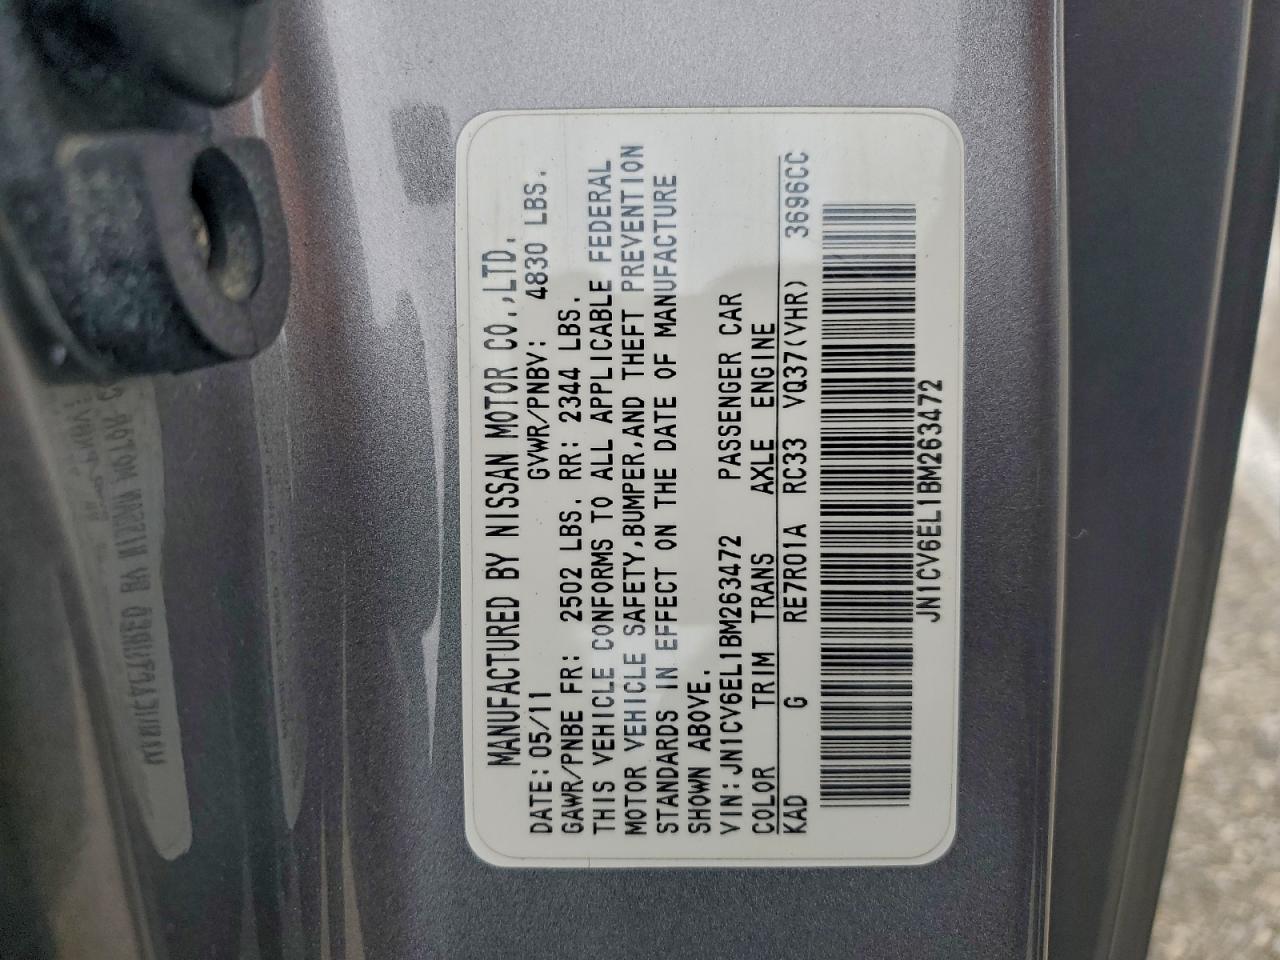 MANUFACTURED BY NISSAN MOTOR CO.,LTD.
DATE: 05/11 GVWR/PNBV: 4830 LBS.
GAWR/PNBE FR: 2502 LBS. RR: 2344 LBS.
THIS VEHICLE CONFORMS TO ALL APPLICABLE FEDERAL
MOTOR VEHICLE SAFETY,BUMPER,AND THEFT PREVENTION
STANDARDS IN EFFECT ON THE DATE OF MANUFACTURE
SHOWN ABOVE.
VIN:JN1CV6EL1BM263472 PASSENGER CAR
COLOR TRIM TRANS AXLE ENGINE
KAD G RE7R01A RC33 VQ37(VHR) 3696CC
JN1CV6EL1BM263472